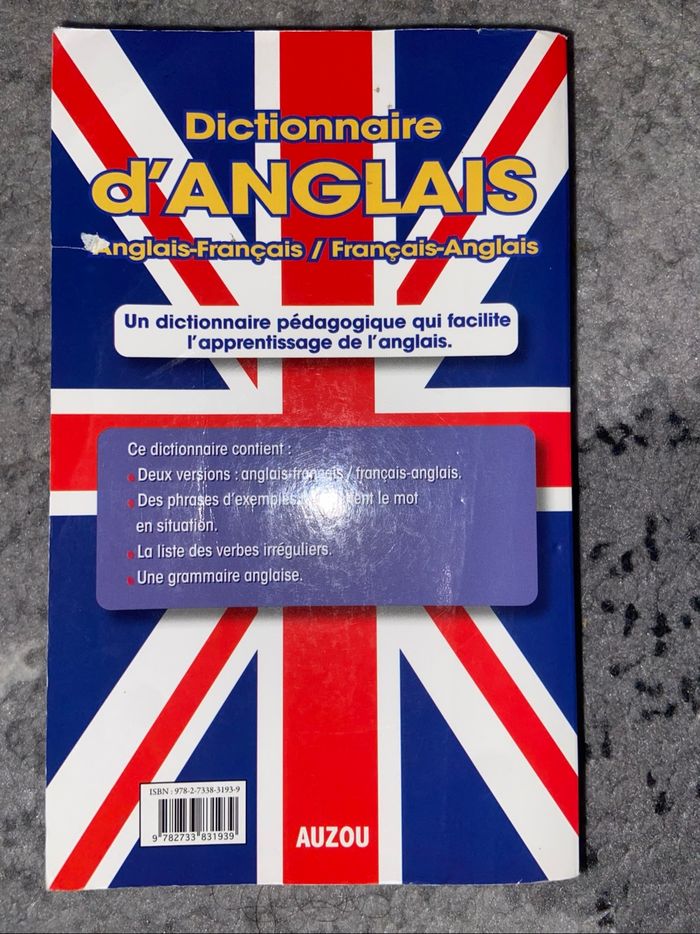 Dictionnaire
d'ANGLAIS
Anglais-Français / Français-Anglais
Un dictionnaire pédagogique qui facilite
l'apprentissage de l'anglais.
Ce dictionnaire contient :
Deux versions : anglais-français / français-anglais.
Des phrases d'exemples le mot
en situation.
La liste des verbes irréguliers.
Une grammaire anglaise.
ISBN : 978-2-7338-3193-9
9 782733 831939
AUZOU